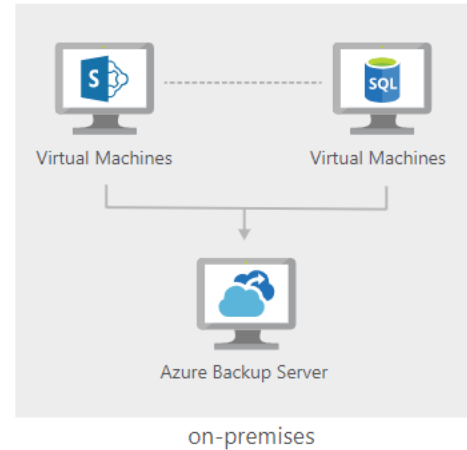 S
SQL
Virtual Machines
Virtual Machines
Azure Backup Server
on-premises